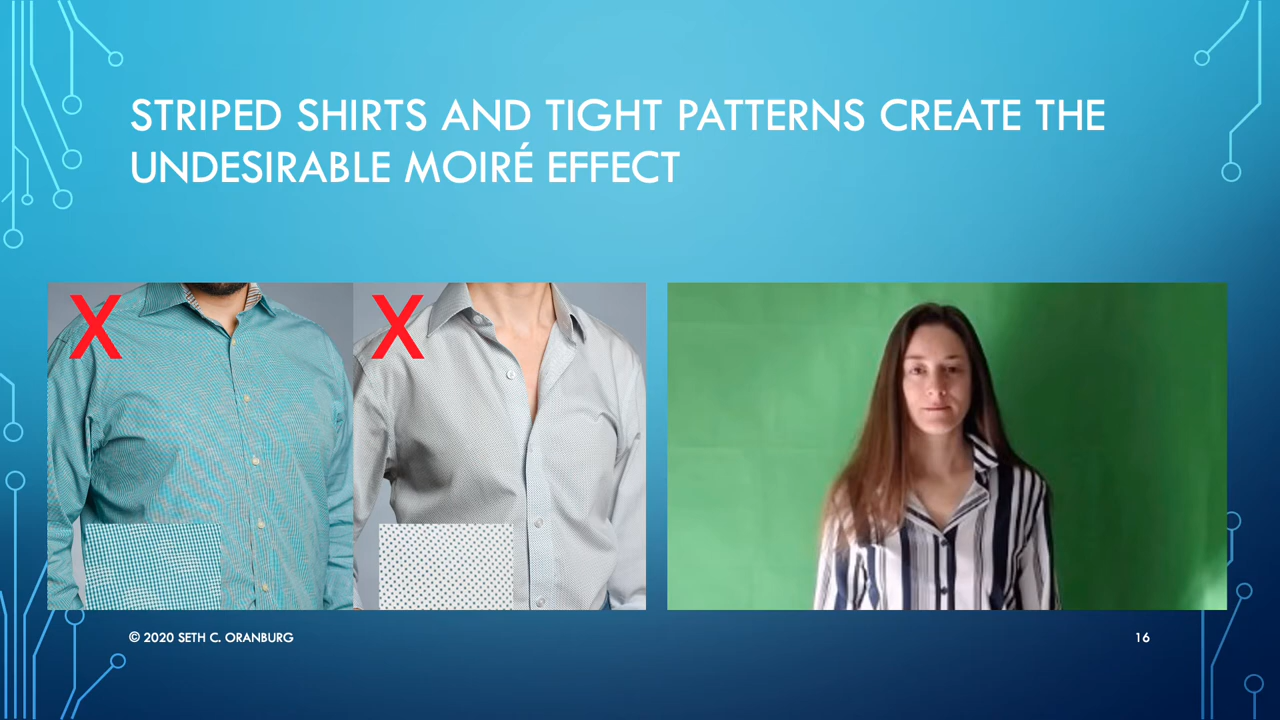 STRIPED SHIRTS AND TIGHT PATTERNS CREATE THE
UNDESIRABLE MOIRÉ EFFECT
X X
© 2020 SETH C. ORANBURG
16